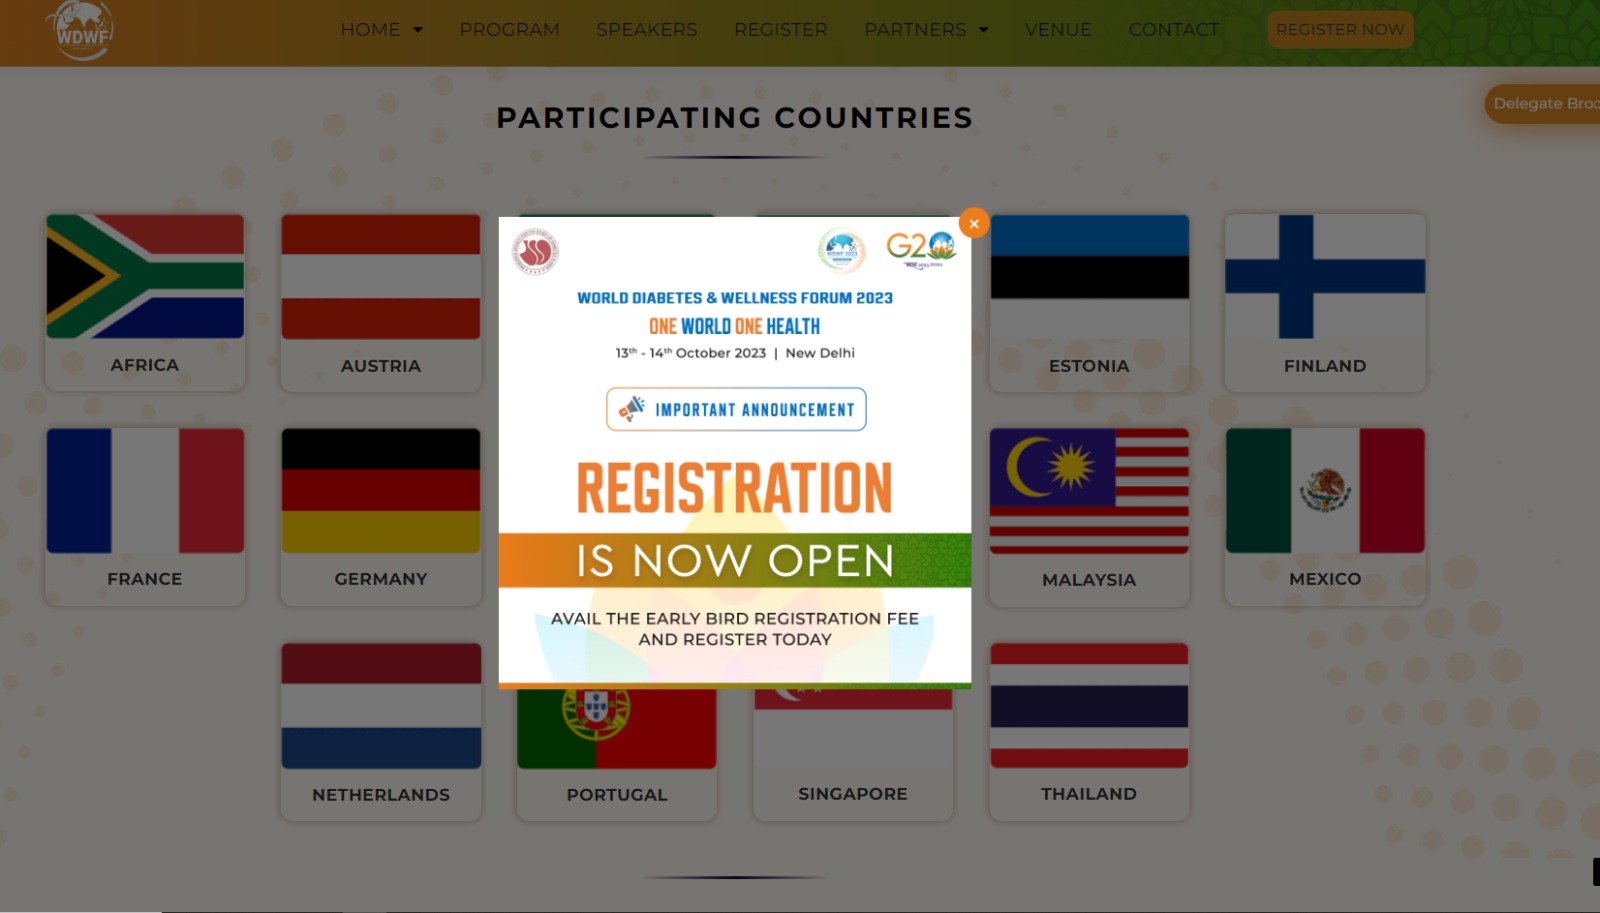 WDWF
HOME
PROGRAM
SPEAKERS
REGISTER
PARTNERS
VENUE
CONTACT
REGISTER NOW
Delegate Broc
PARTICIPATING COUNTRIES
AFRICA
AUSTRIA
ESTONIA
FINLAND
FRANCE
GERMANY
MALAYSIA
MEXICO
NETHERLANDS
PORTUGAL
SINGAPORE
THAILAND
WDWF 2023
G20
WORLD DIABETES & WELLNESS FORUM 2023
ONE WORLD ONE HEALTH
13th - 14th October 2023 | New Delhi
IMPORTANT ANNOUNCEMENT
REGISTRATION
IS NOW OPEN
AVAIL THE EARLY BIRD REGISTRATION FEE
AND REGISTER TODAY